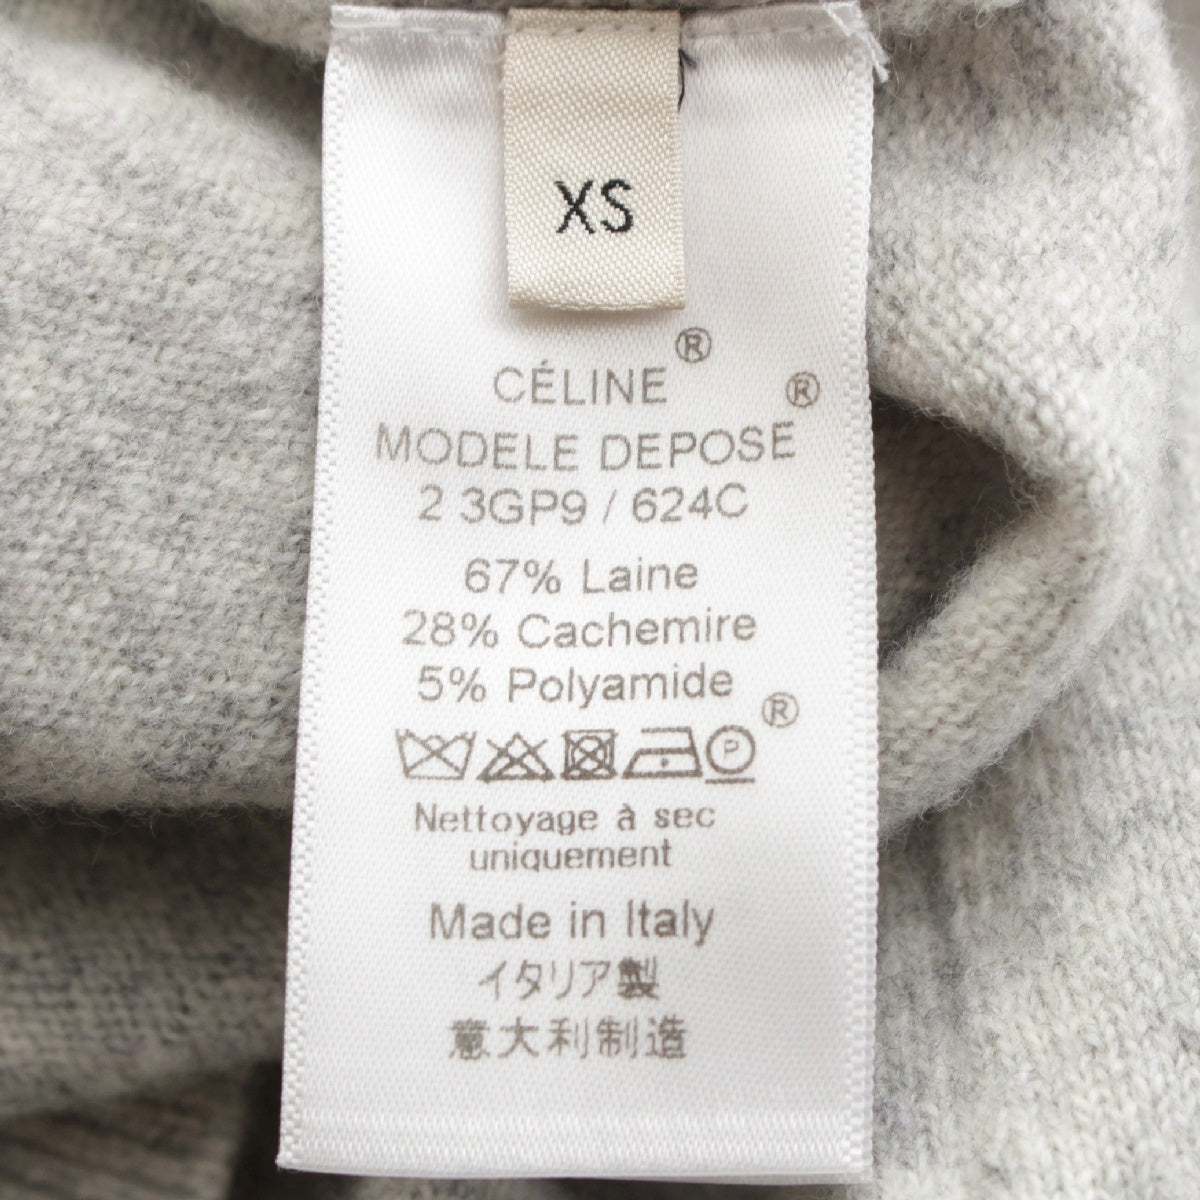 XS
CÉLINE®
MODELE DEPOSE®
2 3GP9 / 624C
67% Laine
28% Cachemire
5% Polyamide
P ®
Nettoyage à sec
uniquement
Made in Italy
イタリア製
意大利制造